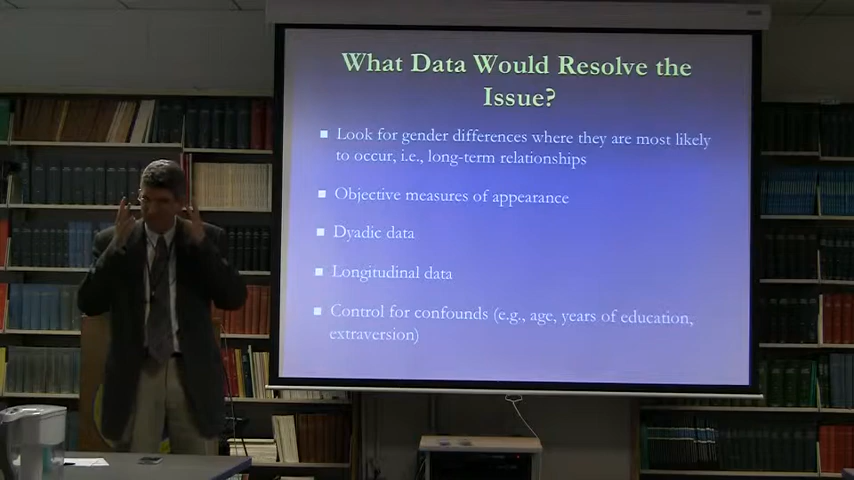 What Data Would Resolve the
Issue?
Look for gender differences where they are most likely
to occur, i.e., long-term relationships
Objective measures of appearance
Dyadic data
Longitudinal data
Control for confounds (e.g., age, years of education,
extraversion)